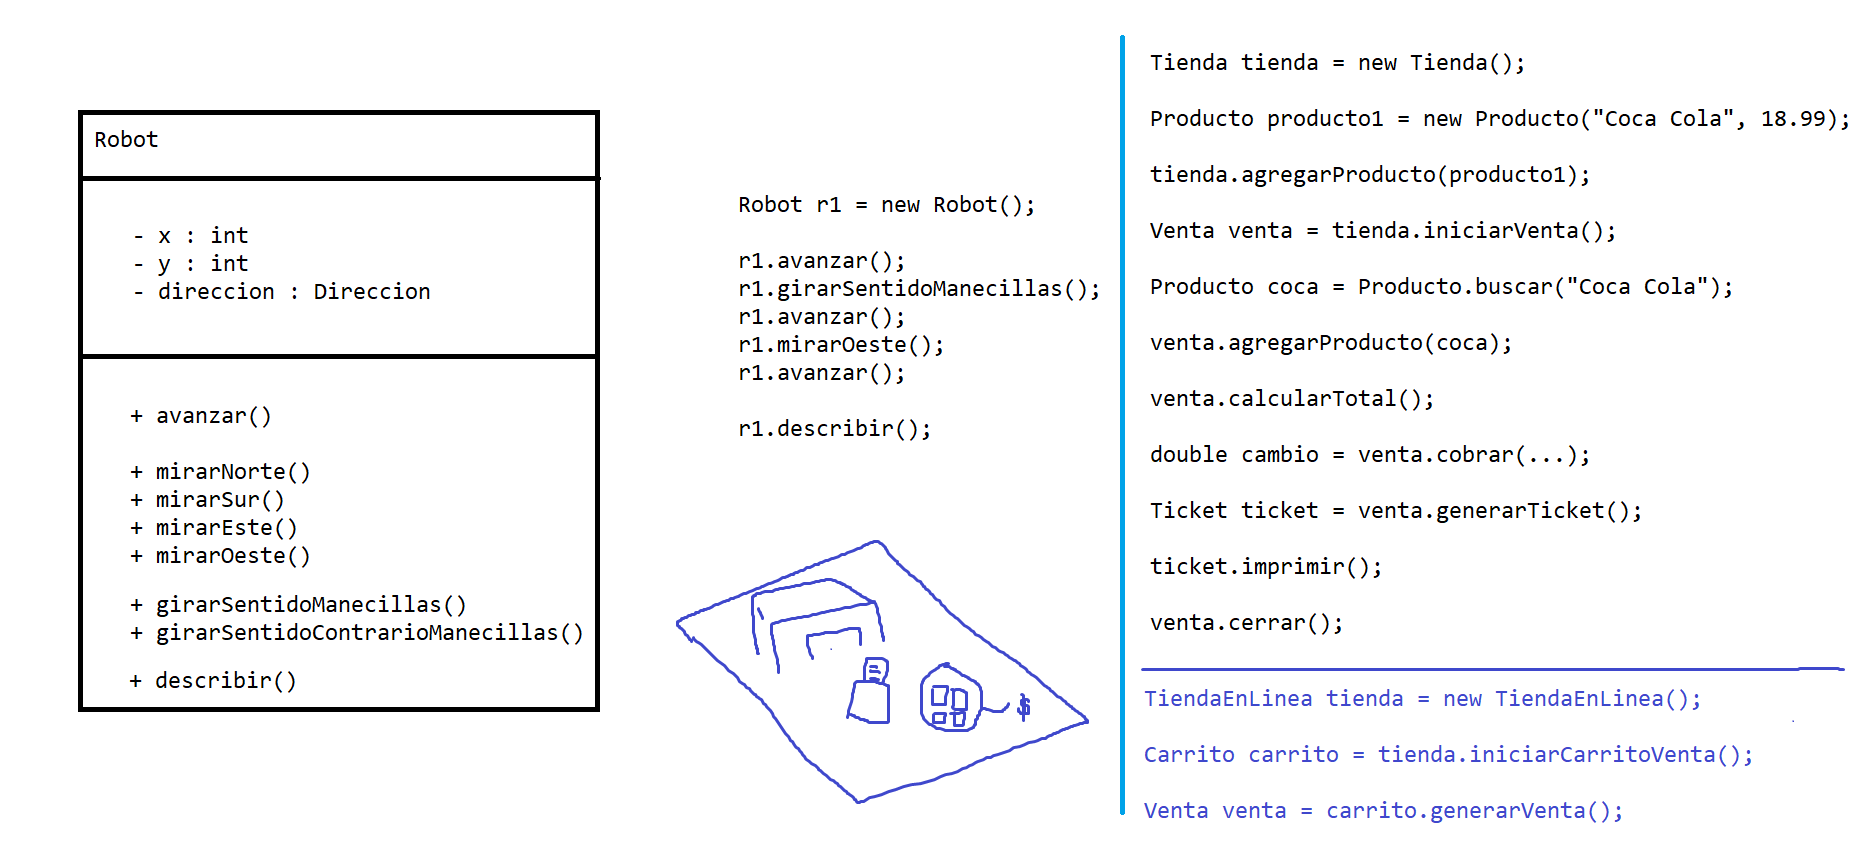 Robot
- x : int
- y : int
- direccion : Direccion
+ avanzar()
+ mirarNorte()
+ mirarSur()
+ mirarEste()
+ mirarOeste()
+ girarSentidoManecillas()
+ girarSentidoContrarioManecillas()
+ describir()
Robot r1 = new Robot();
r1.avanzar();
r1.girarSentidoManecillas();
r1.avanzar();
r1.mirarOeste();
r1.avanzar();
r1.describir();
$
Tienda tienda = new Tienda();
Producto producto1 = new Producto("Coca Cola", 18.99);
tienda.agregarProducto(producto1);
Venta venta = tienda.iniciarVenta();
Producto coca = Producto.buscar("Coca Cola");
venta.agregarProducto(coca);
venta.calcularTotal();
double cambio = venta.cobrar(...);
Ticket ticket = venta.generarTicket();
ticket.imprimir();
venta.cerrar();
TiendaEnLinea tienda = new TiendaEnLinea();
Carrito carrito = tienda.iniciarCarritoVenta();
Venta venta = carrito.generarVenta();